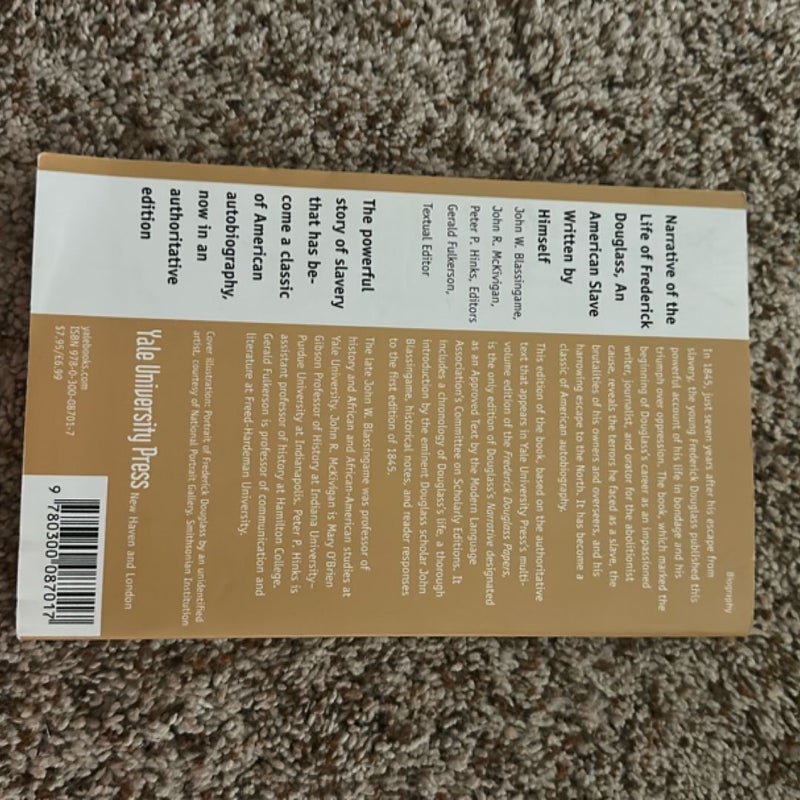 Biography
Narrative of the
Life of Frederick
Douglass, An
American Slave
Written by
Himself
John W. Blassingame,
John R. McKivigan,
Peter P. Hinks, Editors
Gerald Fulkerson,
Textual Editor
The powerful
story of slavery
that has be-
come a classic
of American
autobiography,
now in an
authoritative
edition
In 1845, just seven years after his escape from
slavery, the young Frederick Douglass published this
powerful account of his life in bondage and his
triumph over oppression. The book, which marked the
beginning of Douglass's career as an impassioned
writer, journalist, and orator for the abolitionist
cause, reveals the terrors he faced as a slave, the
brutalities of his owners and overseers, and his
harrowing escape to the North. It has become a
classic of American autobiography.
This edition of the book, based on the authoritative
text that appears in Yale University Press's multi-
volume edition of the Frederick Douglass Papers,
is the only edition of Douglass's Narrative designated
as an Approved Text by the Modern Language
Association's Committee on Scholarly Editions. It
includes a chronology of Douglass's life, a thorough
introduction by the eminent Douglass scholar John
Blassingame, historical notes, and reader responses
to the first edition of 1845.
The late John W. Blassingame was professor of
history and African and African-American studies at
Yale University. John R. McKivigan is Mary O'Brien
Gibson Professor of History at Indiana University–
Purdue University at Indianapolis. Peter P. Hinks is
assistant professor of history at Hamilton College.
Gerald Fulkerson is professor of communication and
literature at Freed-Hardeman University.
Cover illustration: Portrait of Frederick Douglass by an unidentified
artist, courtesy of National Portrait Gallery, Smithsonian Institution
Yale University Press New Haven and London
yalebooks.com
ISBN 978-0-300-08701-7
$7.95/£6.99
9 780300 087017